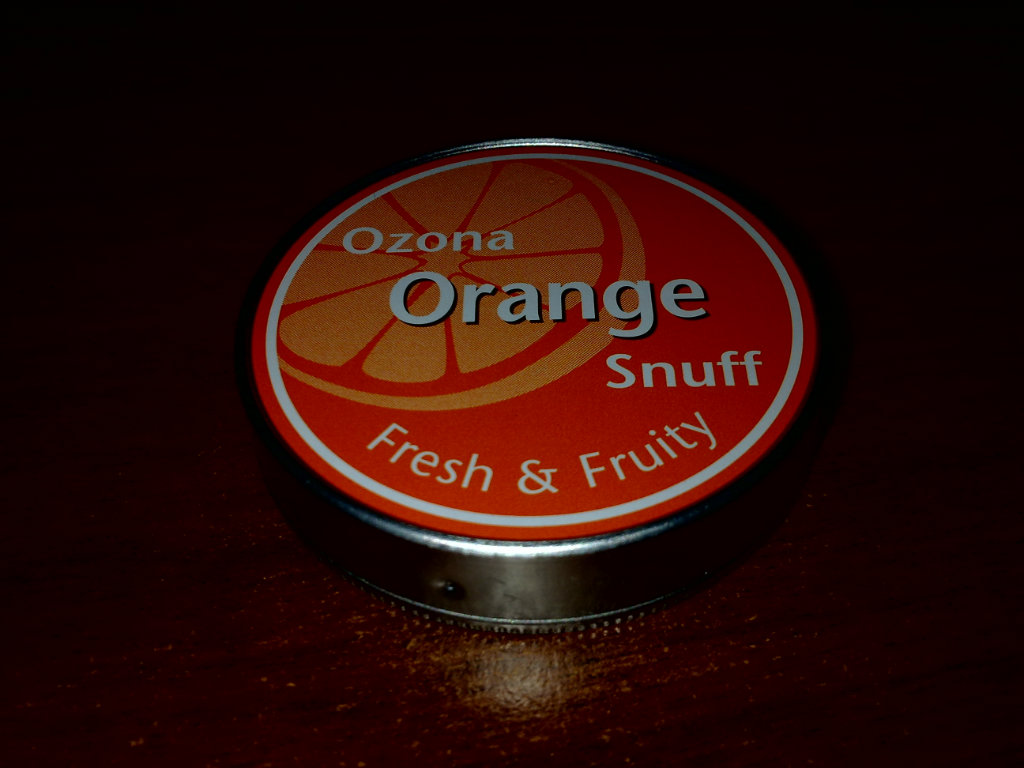 Ozona
Orange
Snuff
Fresh & Fruity